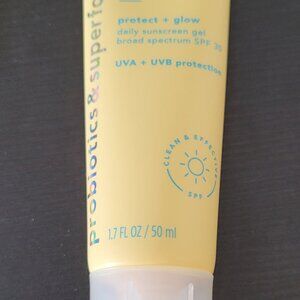 protect + glow
daily sunscreen gel
broad spectrum SPF 30
UVA + UVB protection
probiotics & superfo
CLEAN & EFFECTIVE
SPF
1.7 FL OZ / 50 ml